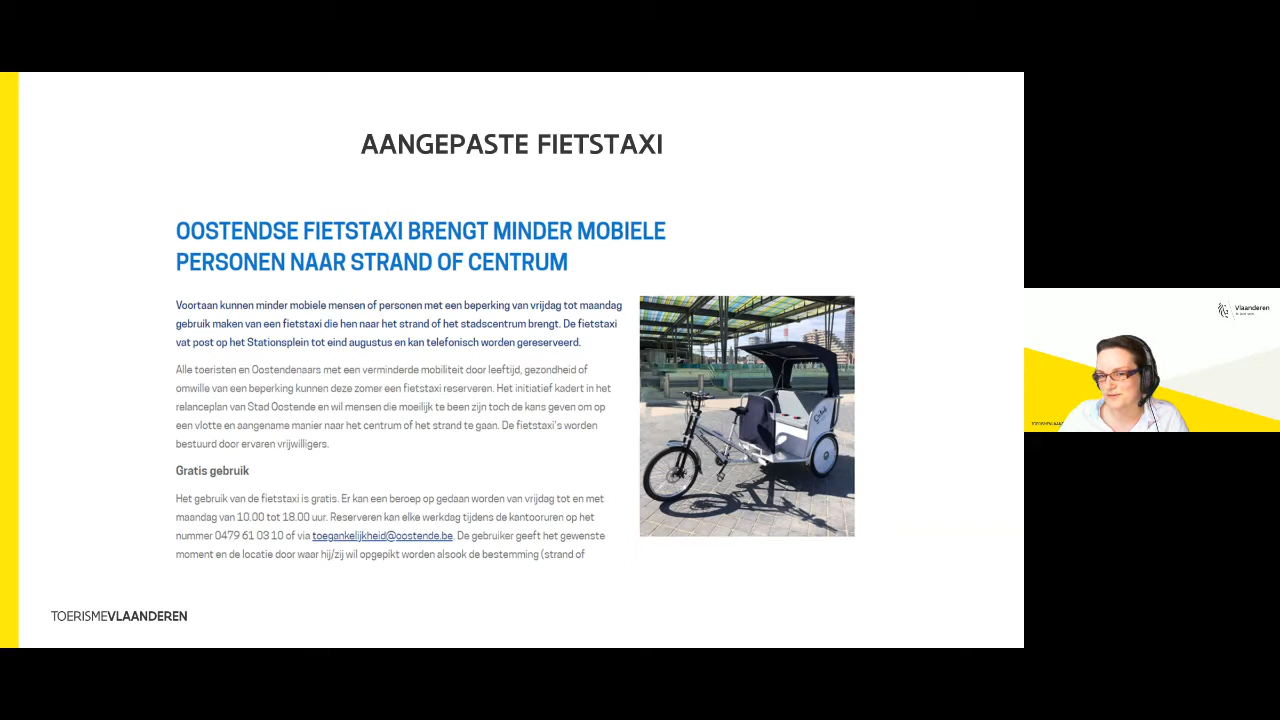 AANGEPASTE FIETSTAXI
OOSTENDSE FIETSTAXI BRENGT MINDER MOBIELE
PERSONEN NAAR STRAND OF CENTRUM
Voortaan kunnen minder mobiele mensen of personen met een beperking van vrijdag tot maandag
gebruik maken van een fietstaxi die hen naar het strand of het stadscentrum brengt. De fietstaxi
vat post op het Stationsplein tot eind augustus en kan telefonisch worden gereserveerd.
Alle toeristen en Oostendenaars met een verminderde mobiliteit door leeftijd, gezondheid of
omwille van een beperking kunnen deze zomer een fietstaxi reserveren. Het initiatief kadert in het
relanceplan van Stad Oostende en wil mensen die moeilijk te been zijn toch de kans geven om op
een vlotte en aangename manier naar het centrum of het strand te gaan. De fietstaxi's worden
bestuurd door ervaren vrijwilligers.
Gratis gebruik
Het gebruik van de fietstaxi is gratis. Er kan een beroep op gedaan worden van vrijdag tot en met
maandag van 10.00 tot 18.00 uur. Reserveren kan elke werkdag tijdens de kantooruren op het
nummer 0479 61 03 10 of via toegankelijkheid@oostende.be. De gebruiker geeft het gewenste
moment en de locatie door waar hij/zij wil opgepikt worden alsook de bestemming (strand of
TOERISMEVLAANDEREN
Vlaanderen